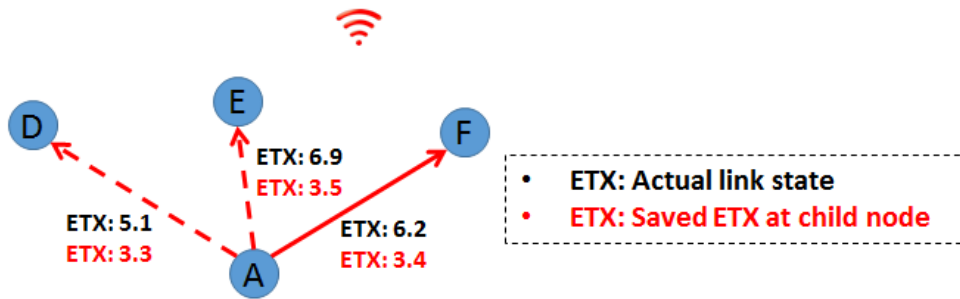 D
E
F
ETX: 6.9
ETX: 3.5
ETX: 5.1
ETX: 3.3
ETX: 6.2
ETX: 3.4
A
• ETX: Actual link state
• ETX: Saved ETX at child node